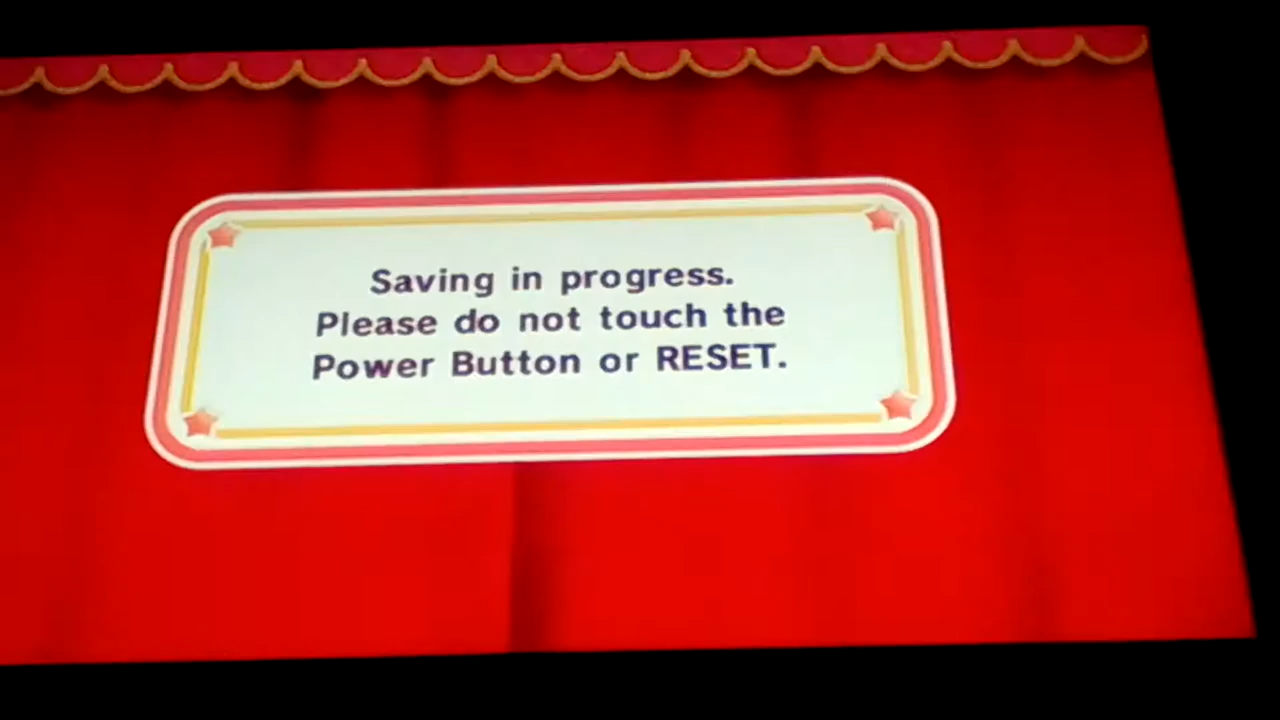 Saving in progress.
Please do not touch the
Power Button or RESET.